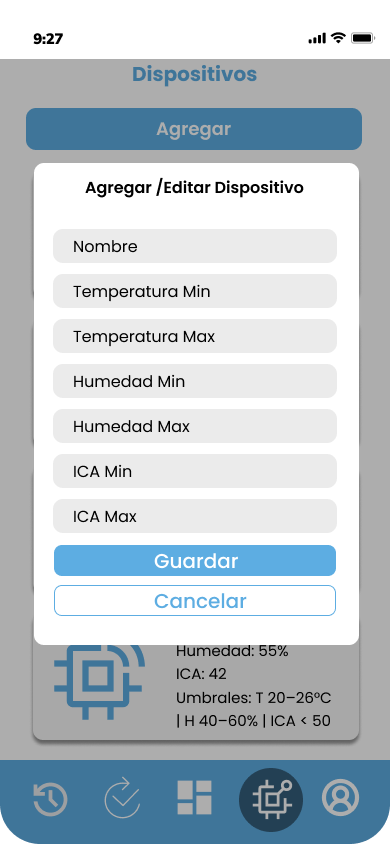 9:27
Dispositivos
Agregar
Agregar /Editar Dispositivo
Nombre
Temperatura Min
Temperatura Max
Humedad Min
Humedad Max
ICA Min
ICA Max
Guardar
Cancelar
Humedad: 55%
ICA: 42
Umbrales: T 20–26ºC
| H 40–60% | ICA < 50